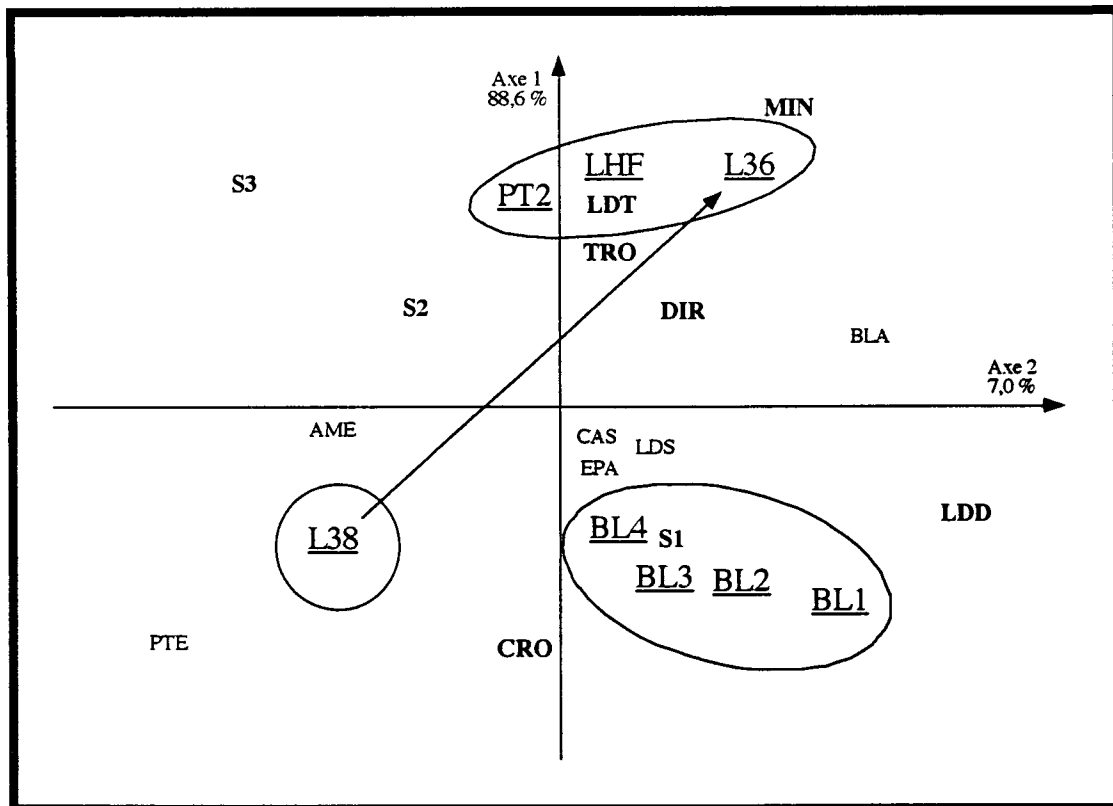 Axe 1
88,6 %
MIN
S3
LHF
L36
PT2
LDT
TRO
S2
DIR
BLA
Axe 2
7,0 %
AME
CAS
LDS
EPA
LDD
L38
BL4
S1
BL3
BL2
BL1
PTE
CRO